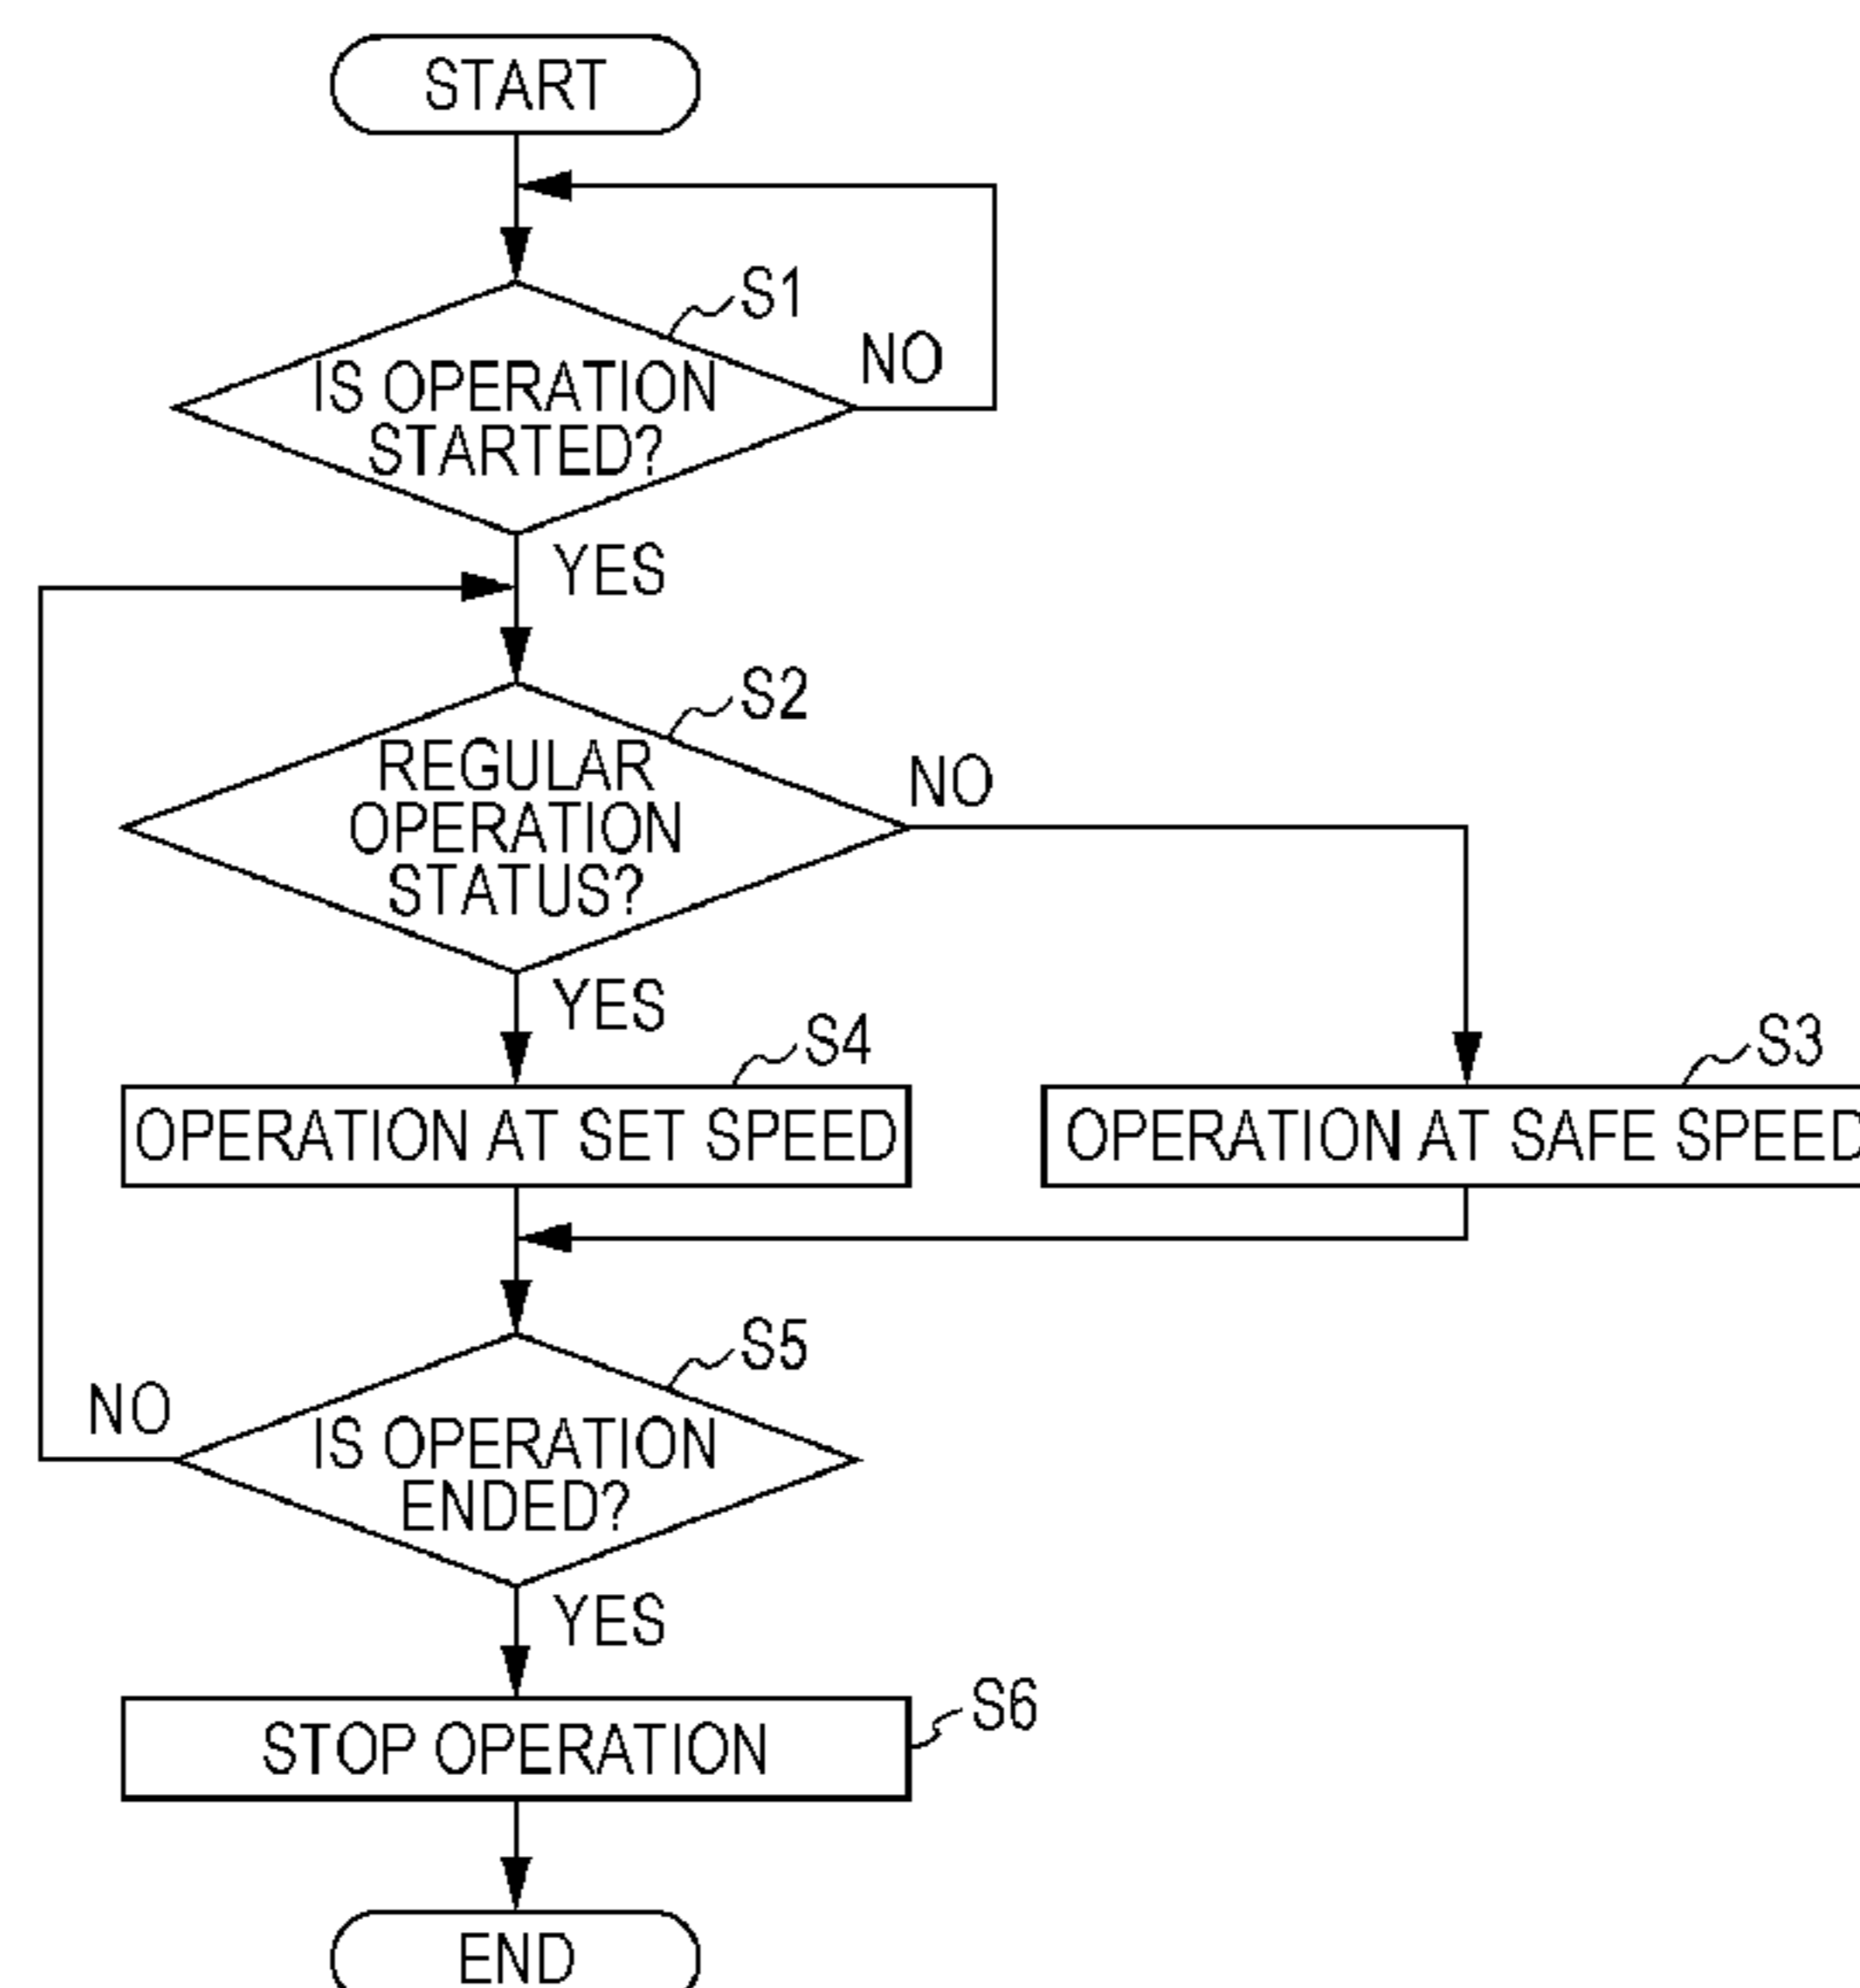 START
S1
IS OPERATION
STARTED?
NO
YES
S2
REGULAR
OPERATION
STATUS?
NO
YES
S4
OPERATION AT SET SPEED
S3
OPERATION AT SAFE SPEED
S5
IS OPERATION
ENDED?
NO
YES
S6
STOP OPERATION
END